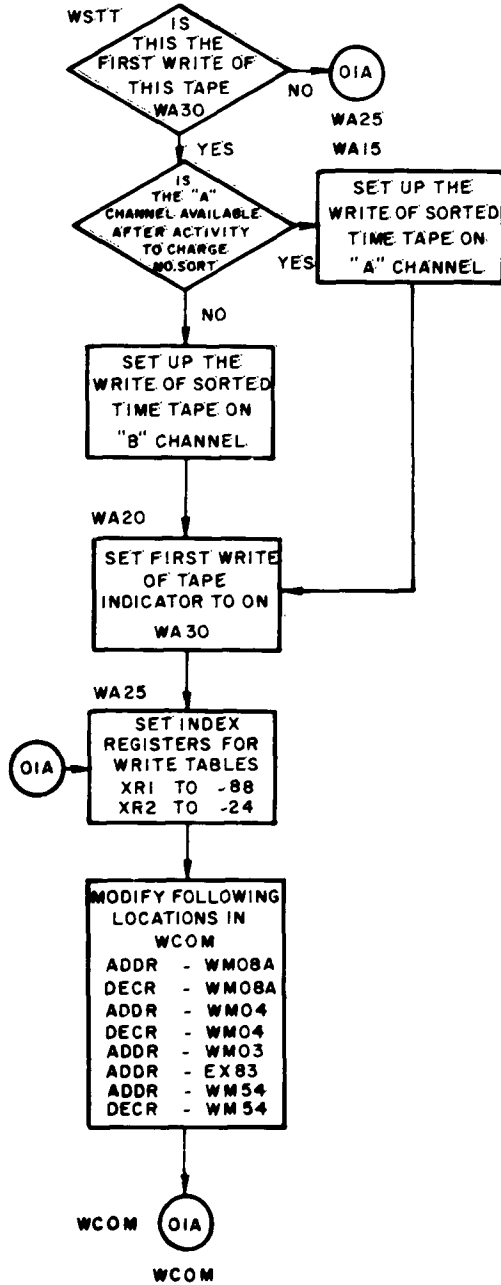 WSTT
IS
THIS THE
FIRST WRITE OF
THIS TAPE
WA30
NO
01A
WA25
YES
WA15
IS
THE "A"
CHANNEL AVAILABLE
AFTER ACTIVITY
TO CHARGE
NO. SORT
YES
SET UP THE
WRITE OF SORTED
TIME TAPE ON
"A" CHANNEL
NO
SET UP THE
WRITE OF SORTED
TIME TAPE ON
"B" CHANNEL
WA20
SET FIRST WRITE
OF TAPE
INDICATOR TO ON
WA30
WA25
01A
SET INDEX
REGISTERS FOR
WRITE TABLES
XR1 TO -88
XR2 TO -24
MODIFY FOLLOWING
LOCATIONS IN
WCOM
ADDR - WM08A
DECR - WM08A
ADDR - WM04
DECR - WM04
ADDR - WM03
ADDR - EX83
ADDR - WM54
DECR - WM54
WCOM 01A
WCOM